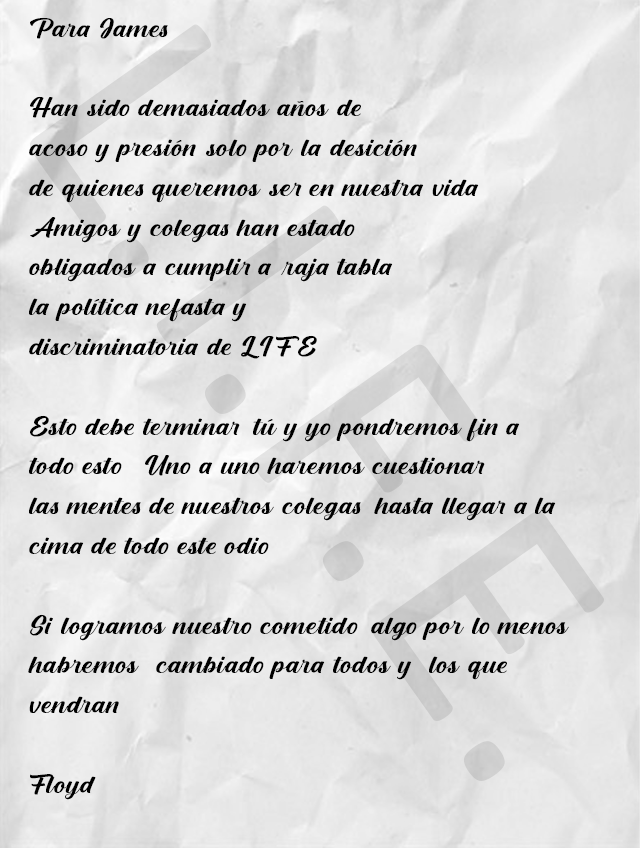 Para James
Han sido demasiados años de
acoso y presión solo por la desición
de quienes queremos ser en nuestra vida
Amigos y colegas han estado
obligados a cumplir a raja tabla
la política nefasta y
discriminatoria de LIFE
Esto debe terminar tú y yo pondremos fin a
todo esto Uno a uno haremos cuestionar
las mentes de nuestros colegas hasta llegar a la
cima de todo este odio
Si logramos nuestro cometido algo por lo menos
habremos cambiado para todos y los que
vendran
Floyd
L.I.F.E.